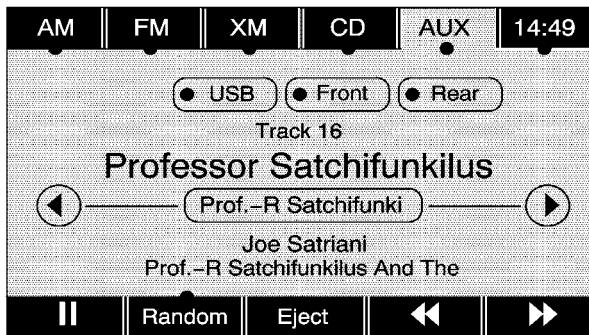 AM FM XM CD AUX 14:49
USB Front Rear
Track 16
Professor Satchifunkilus
Prof.-R Satchifunki
Joe Satriani
Prof.-R Satchifunkilus And The
Random Eject